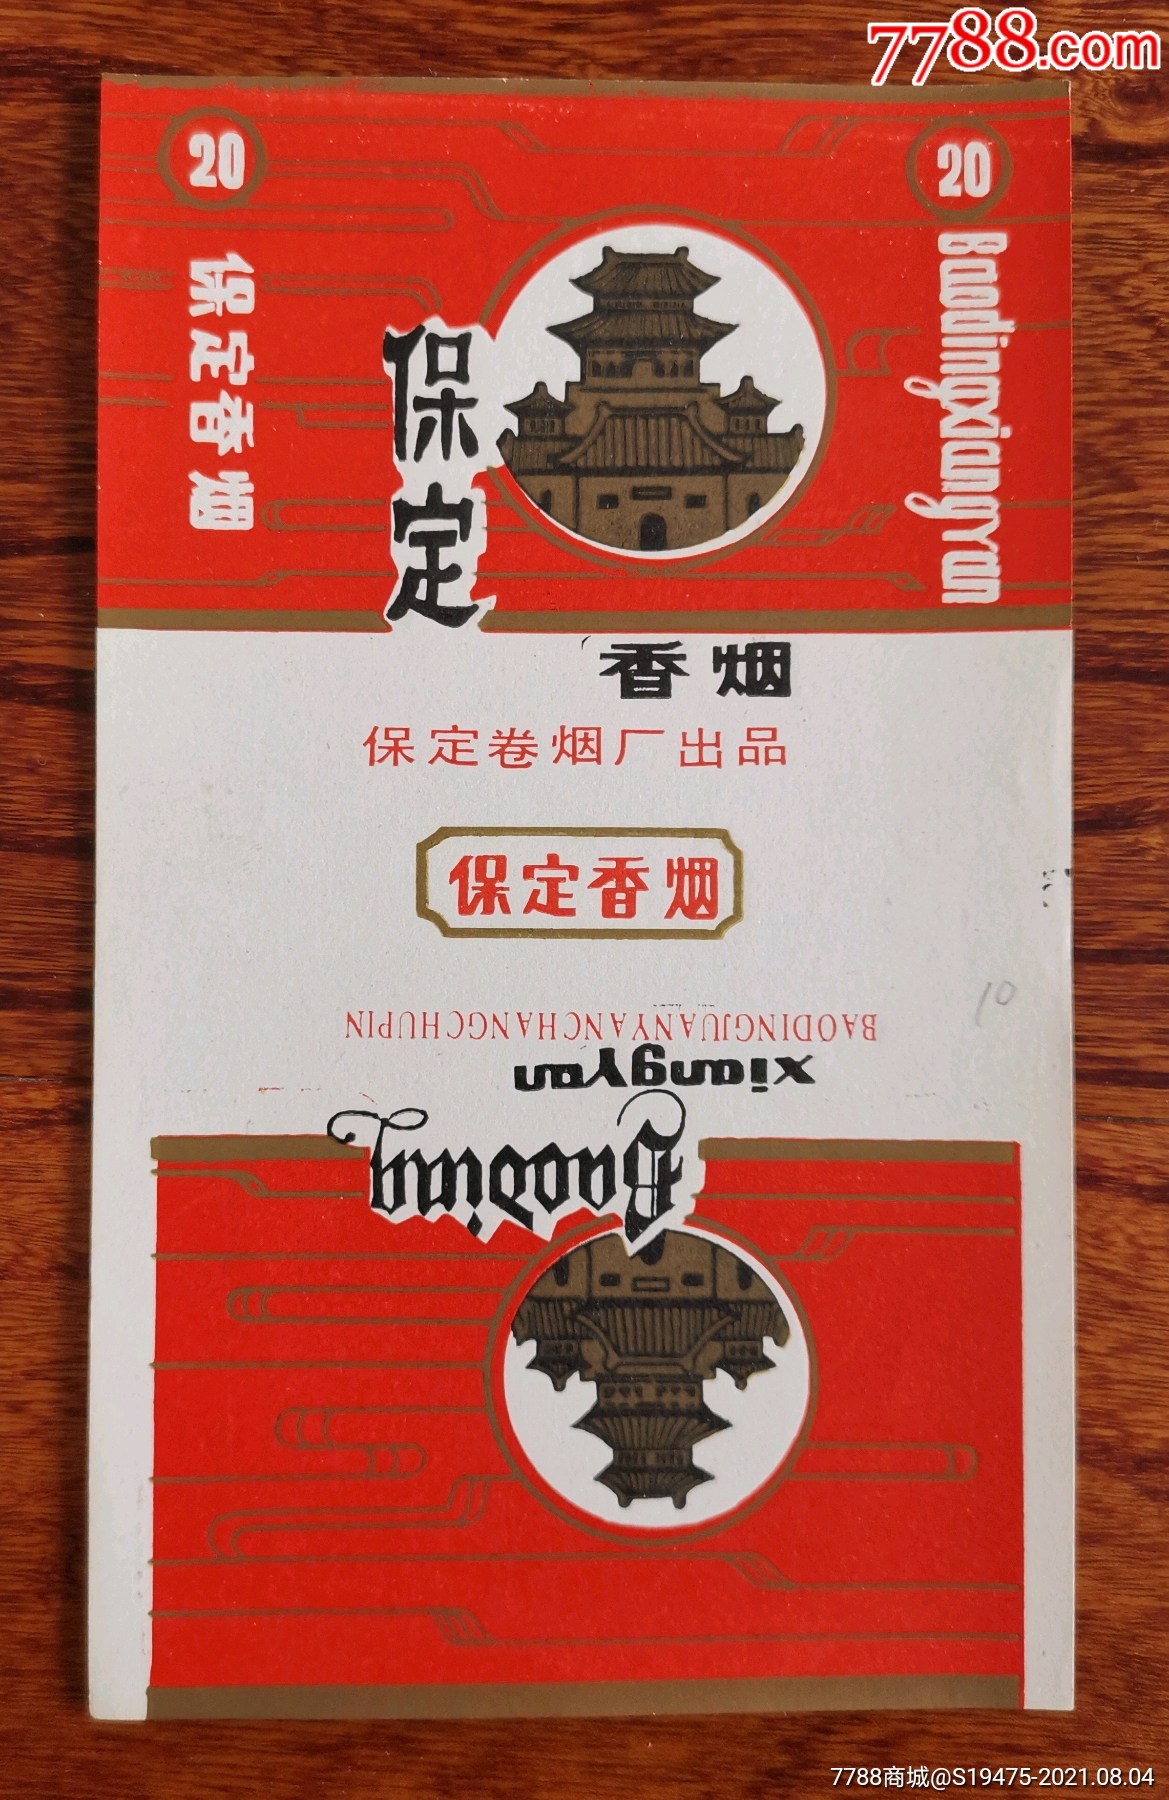 7788.com
20
20
保定香烟
BaodingxiangYan
保定
香烟
保定卷烟厂出品
保定香烟
10
BAODINGJUANYANCHANGCHUPIN
xiangYan
Baoding
7788商城@S19475-2021.08.04